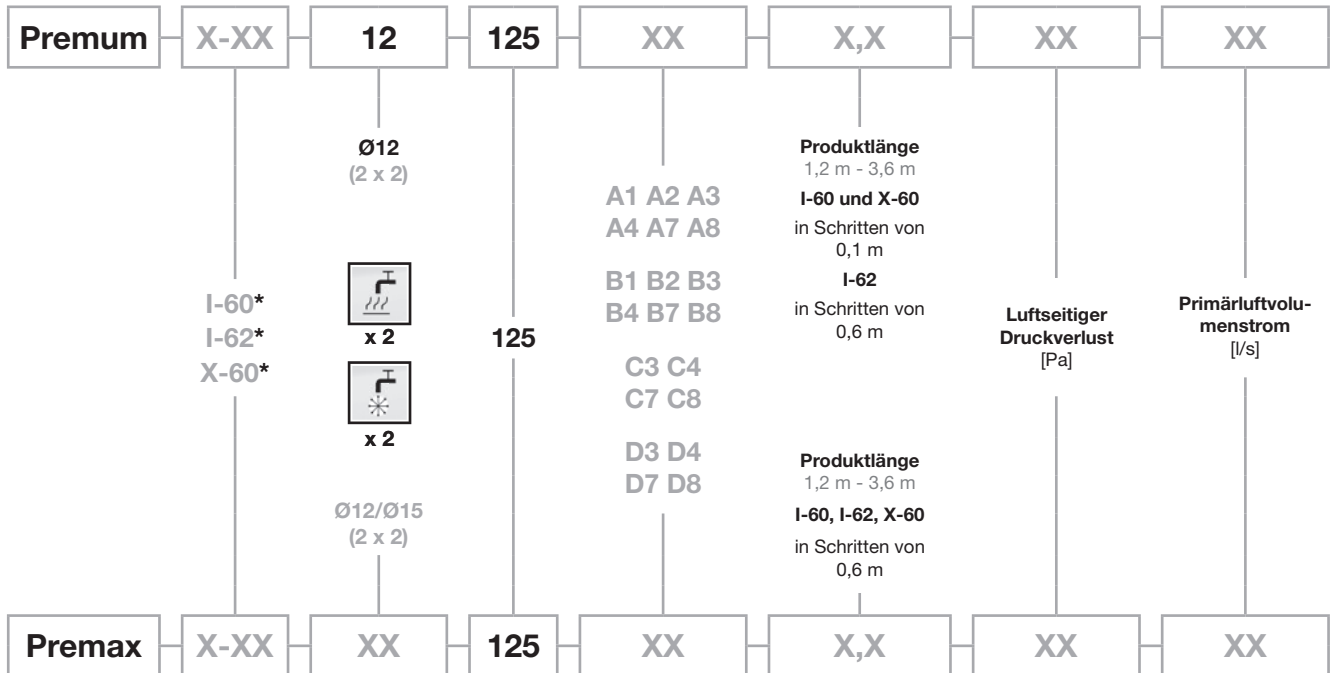 Premum X-XX 12 125 XX X,X XX XX
Ø12
(2 x 2)
x 2
x 2
Ø12/Ø15
(2 x 2)
I-60*
I-62*
X-60*
125
A1 A2 A3
A4 A7 A8
B1 B2 B3
B4 B7 B8
C3 C4
C7 C8
D3 D4
D7 D8
Produktlänge
1,2 m - 3,6 m
I-60 und X-60
in Schritten von
0,1 m
I-62
in Schritten von
0,6 m
Produktlänge
1,2 m - 3,6 m
I-60, I-62, X-60
in Schritten von
0,6 m
Luftseitiger
Druckverlust
[Pa]
Primärluftvolu-
menstrom
[l/s]
Premax X-XX XX 125 XX X,X XX XX